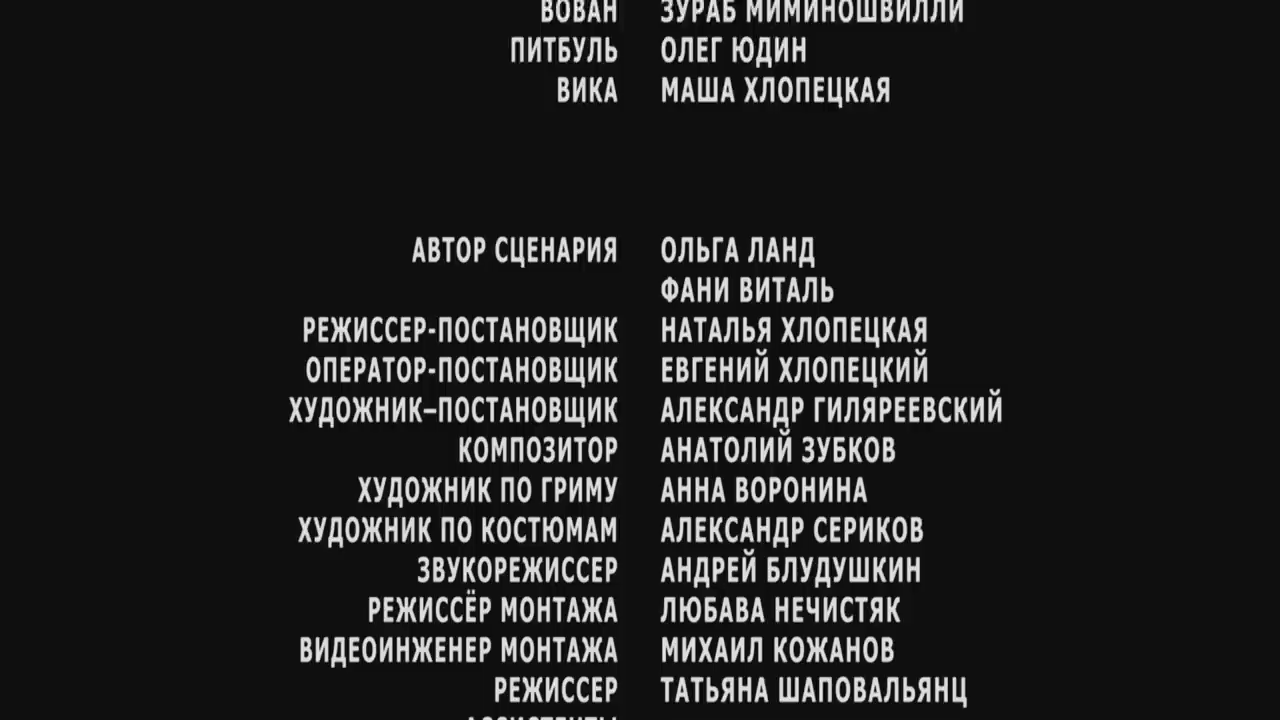 ВОВАН ЗУРАБ МИМИНОШВИЛЛИ
ПИТБУЛЬ ОЛЕГ ЮДИН
ВИКА МАША ХЛОПЕЦКАЯ
АВТОР СЦЕНАРИЯ ОЛЬГА ЛАНД
ФАНИ ВИТАЛЬ
РЕЖИССЕР-ПОСТАНОВЩИК НАТАЛЬЯ ХЛОПЕЦКАЯ
ОПЕРАТОР-ПОСТАНОВЩИК ЕВГЕНИЙ ХЛОПЕЦКИЙ
ХУДОЖНИК–ПОСТАНОВЩИК АЛЕКСАНДР ГИЛЯРЕЕВСКИЙ
КОМПОЗИТОР АНАТОЛИЙ ЗУБКОВ
ХУДОЖНИК ПО ГРИМУ АННА ВОРОНИНА
ХУДОЖНИК ПО КОСТЮМАМ АЛЕКСАНДР СЕРИКОВ
ЗВУКОРЕЖИССЕР АНДРЕЙ БЛУДУШКИН
РЕЖИССЁР МОНТАЖА ЛЮБАВА НЕЧИСТЯК
ВИДЕОИНЖЕНЕР МОНТАЖА МИХАИЛ КОЖАНОВ
РЕЖИССЕР ТАТЬЯНА ШАПОВАЛЬЯНЦ